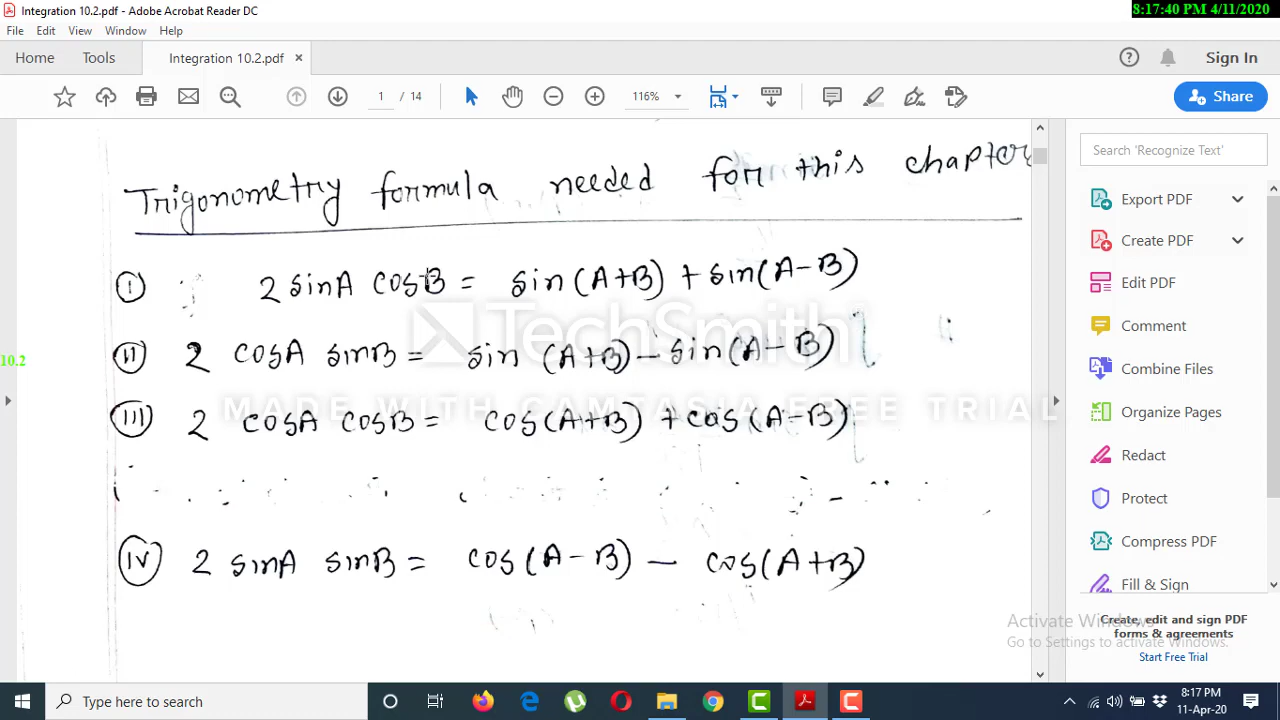 Integration 10.2.pdf - Adobe Acrobat Reader DC
8:17:40 PM 4/11/2020
File Edit View Window Help
Home Tools Integration 10.2.pdf × Sign In
1 / 14 116% Share
Trigonometry formula needed for this chapter
(I) 2 sinA cosB = sin(A+B) + sin(A-B)
(II) 2 cosA sinB = sin (A+B) - sin(A-B)
(III) 2 cosA cosB = cos(A+B) + cos(A-B)
(IV) 2 sinA sinB = cos(A-B) - cos(A+B)
10.2
TechSmith
MADE WITH CAMTASIA FREE TRIAL
Search 'Recognize Text'
Export PDF
Create PDF
Edit PDF
Comment
Combine Files
Organize Pages
Redact
Protect
Compress PDF
Fill & Sign
Activate Windows
Go to Settings to activate Windows.
Create, edit and sign PDF
forms & agreements
Start Free Trial
Type here to search
8:17 PM
11-Apr-20